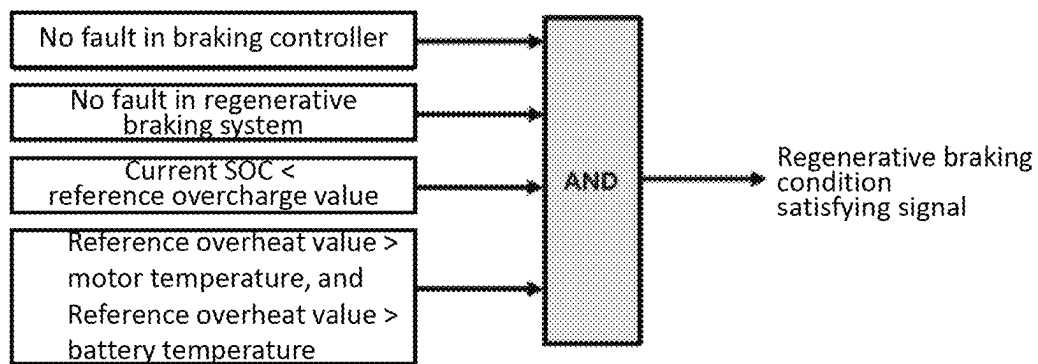 No fault in braking controller
No fault in regenerative
braking system
Current SOC <
reference overcharge value
Reference overheat value >
motor temperature, and
Reference overheat value >
battery temperature
AND
Regenerative braking
condition
satisfying signal